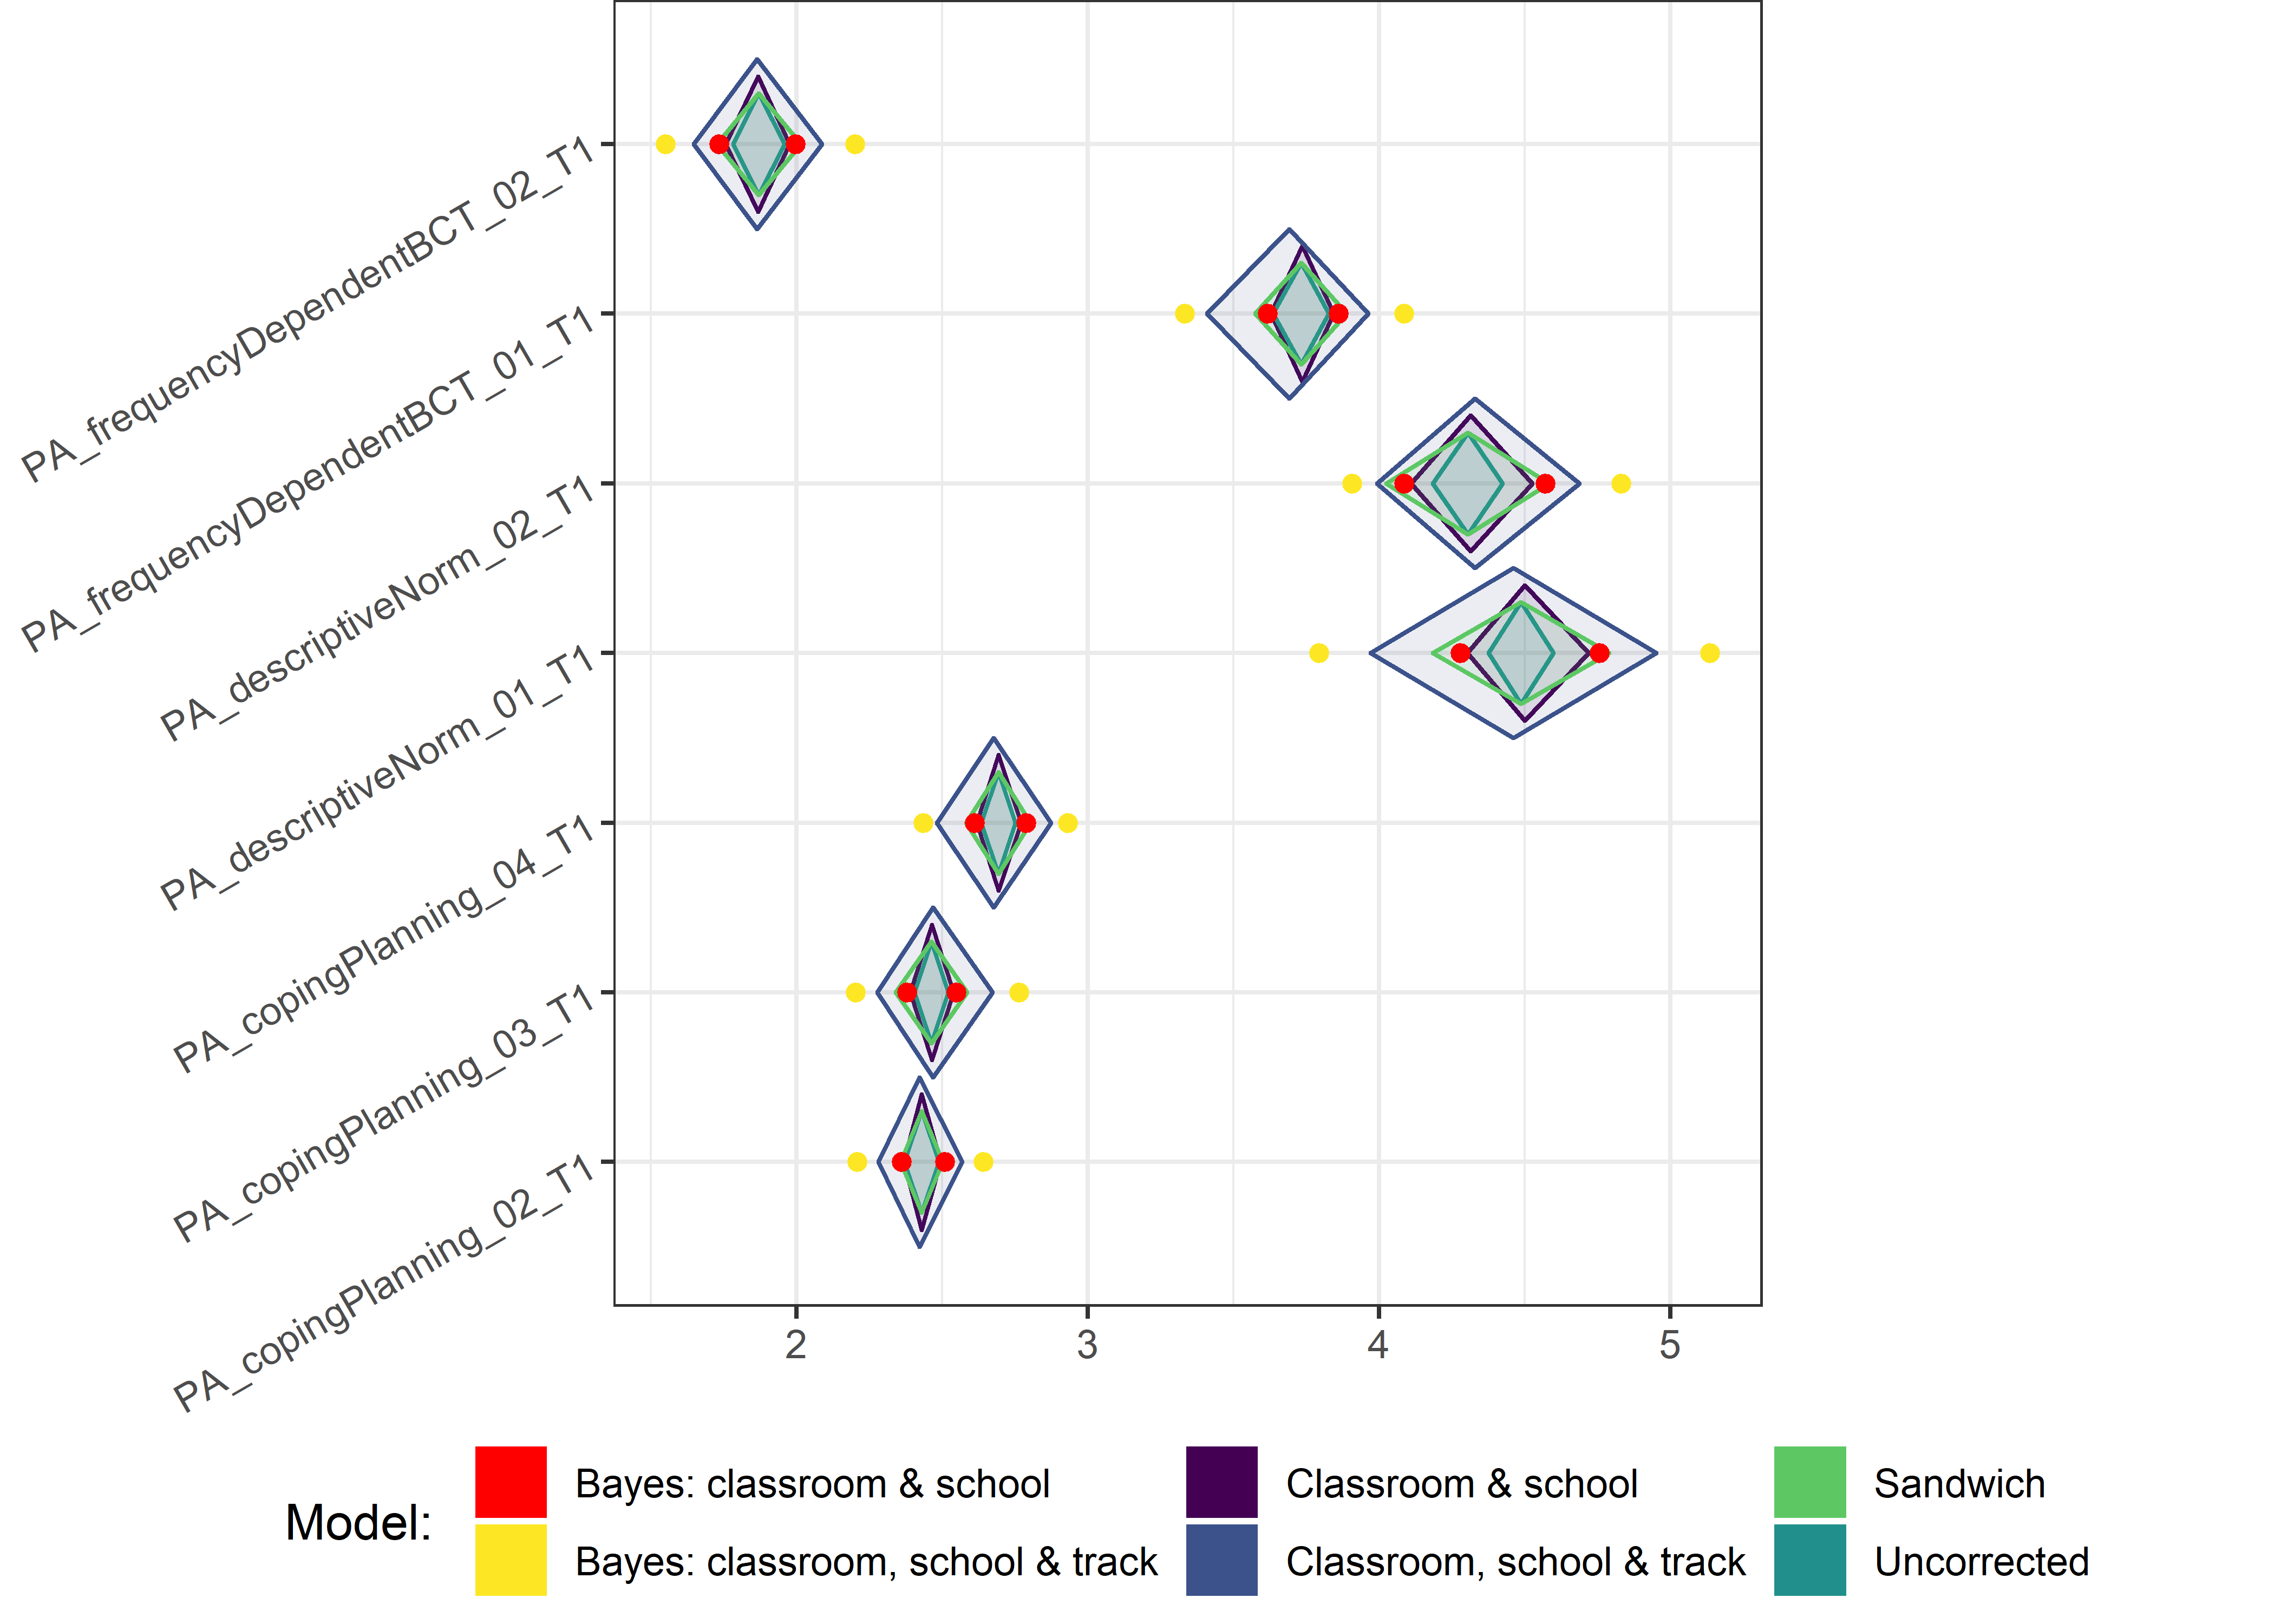 PA_frequencyDependentBCT_02_T1
PA_frequencyDependentBCT_01_T1
PA_descriptiveNorm_02_T1
PA_descriptiveNorm_01_T1
PA_copingPlanning_04_T1
PA_copingPlanning_03_T1
PA_copingPlanning_02_T1
2 3 4 5
Model:
Bayes: classroom & school Classroom & school Sandwich
Bayes: classroom, school & track Classroom, school & track Uncorrected